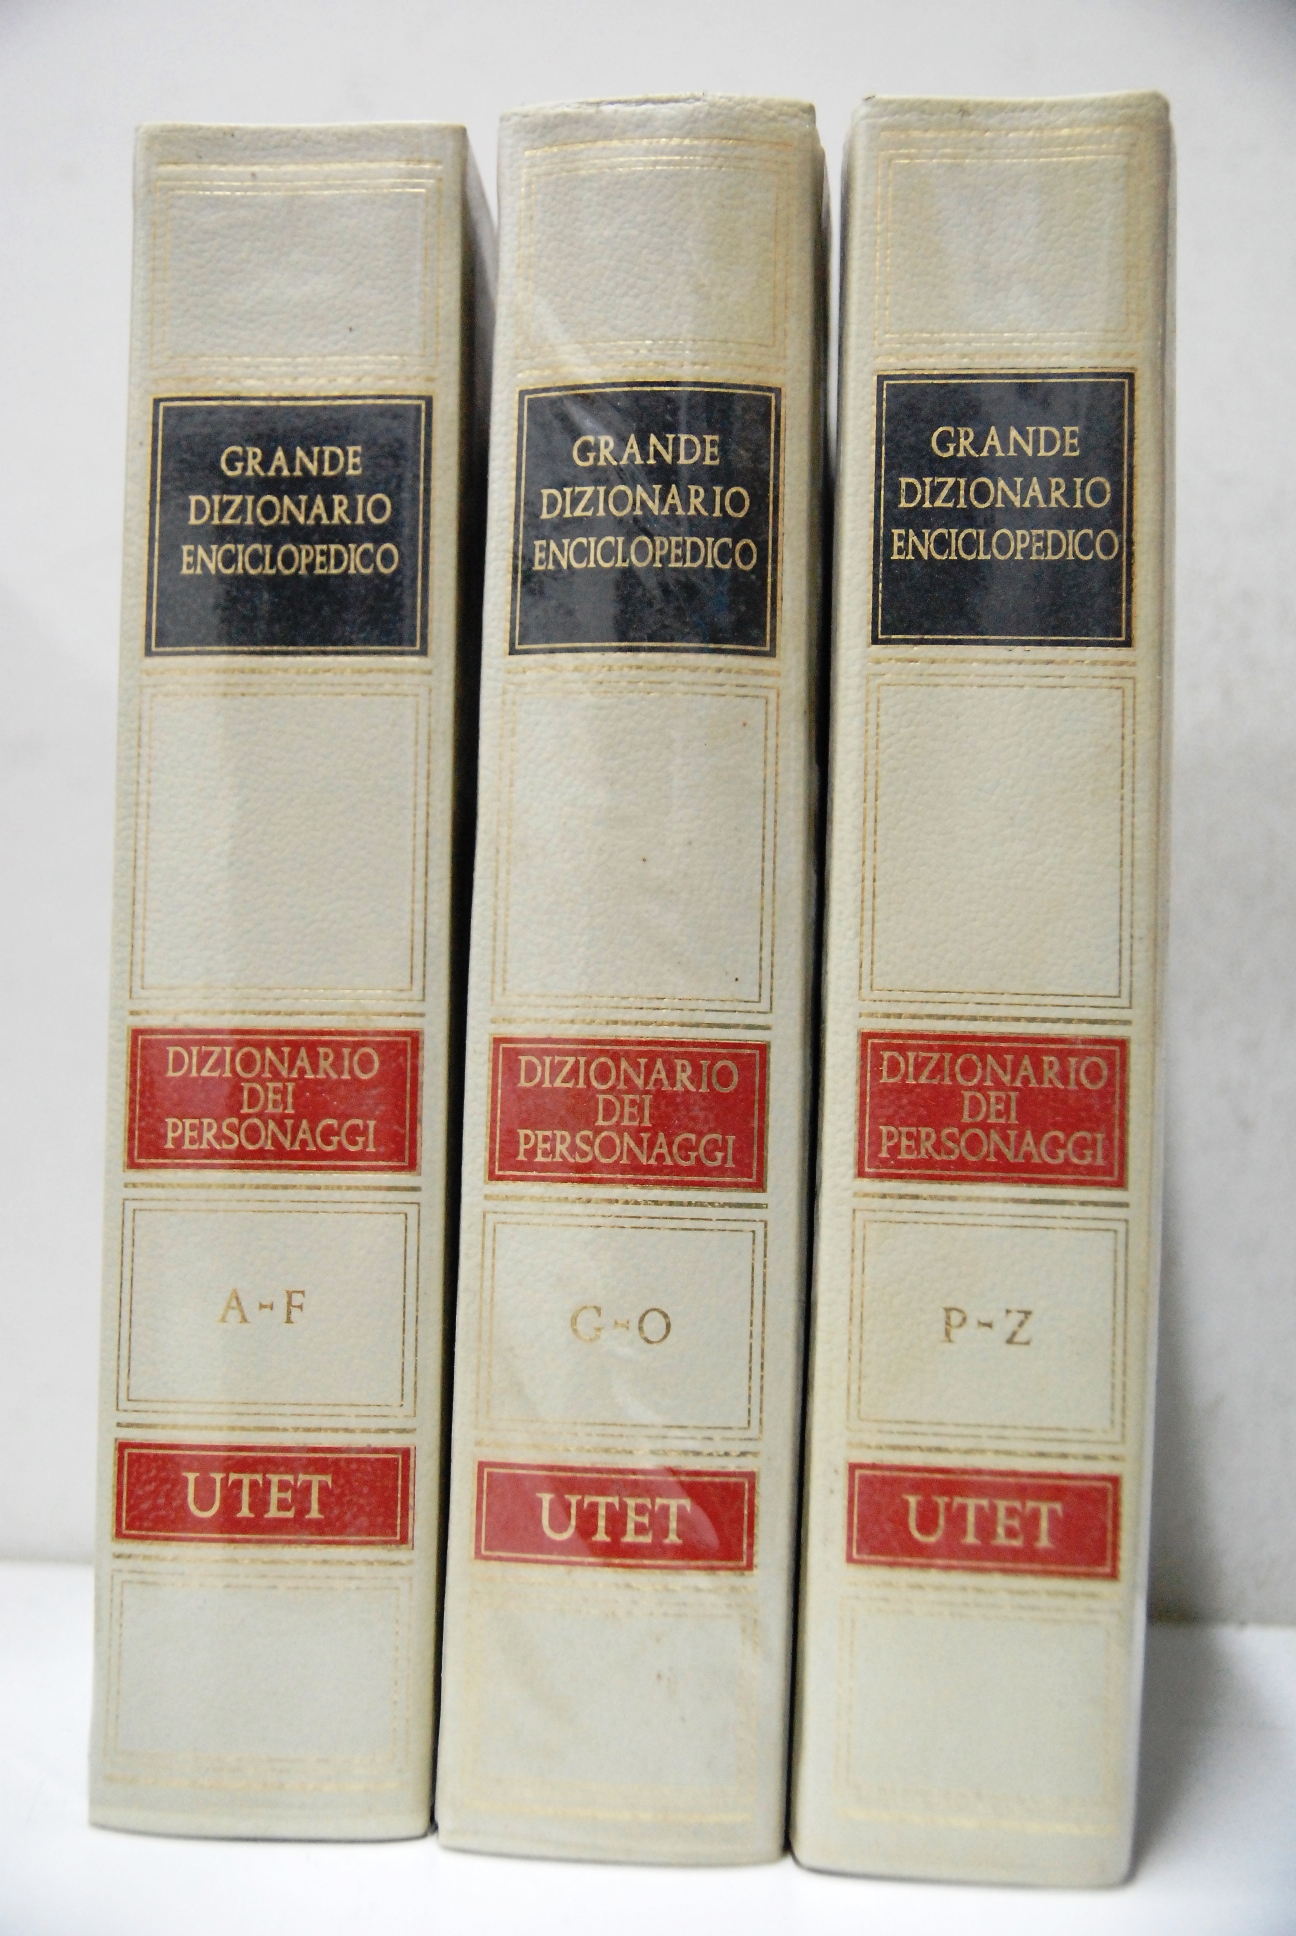 GRANDE
DIZIONARIO
ENCICLOPEDICO
DIZIONARIO
DEI
PERSONAGGI
A-F
UTET
GRANDE
DIZIONARIO
ENCICLOPEDICO
DIZIONARIO
DEI
PERSONAGGI
G-O
UTET
GRANDE
DIZIONARIO
ENCICLOPEDICO
DIZIONARIO
DEI
PERSONAGGI
P-Z
UTET